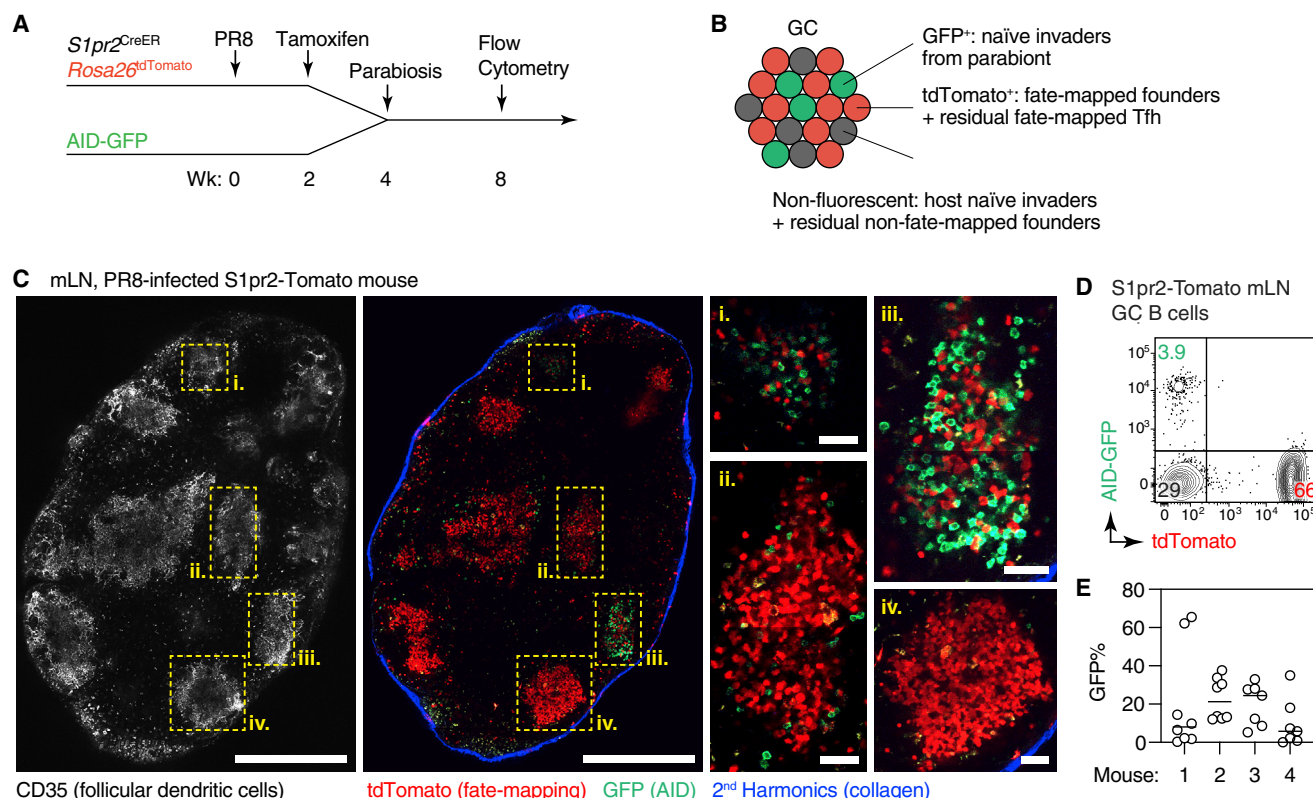 A
S1pr2CreER
Rosa26tdTomato
AID-GFP
PR8
Tamoxifen
Parabiosis
Flow
Cytometry
Wk: 0 2 4 8
B
GC
GFP+: naïve invaders
from parabiont
tdTomato+: fate-mapped founders
+ residual fate-mapped Tfh
Non-fluorescent: host naïve invaders
+ residual non-fate-mapped founders
C mLN, PR8-infected S1pr2-Tomato mouse
i.
ii.
iii.
iv.
i.
ii.
iii.
iv.
i.
ii.
iii.
iv.
CD35 (follicular dendritic cells)
tdTomato (fate-mapping) GFP (AID) 2nd Harmonics (collagen)
D S1pr2-Tomato mLN
GC B cells
AID-GFP
10⁵
10⁴
10³
0
3.9
29
66
0 10² 10³ 10⁴ 10⁵
tdTomato
E
GFP%
80
60
40
20
0
Mouse: 1 2 3 4